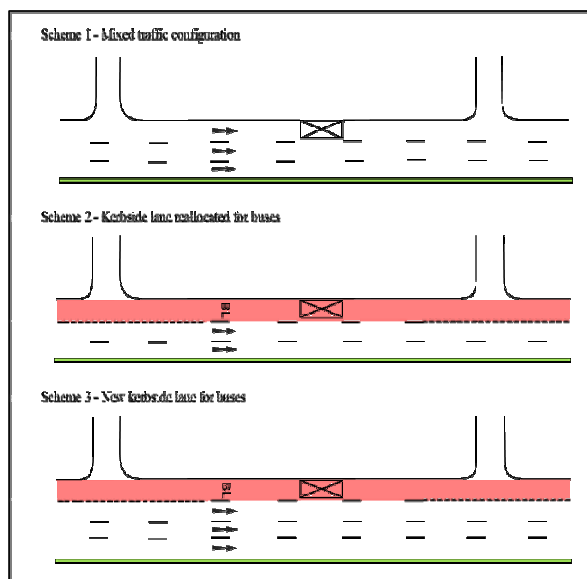 Scheme 1 - Mixed traffic configuration
Scheme 2 - Kerbside lane reallocated for buses
BL
Scheme 3 - New kerbside lane for buses
BL